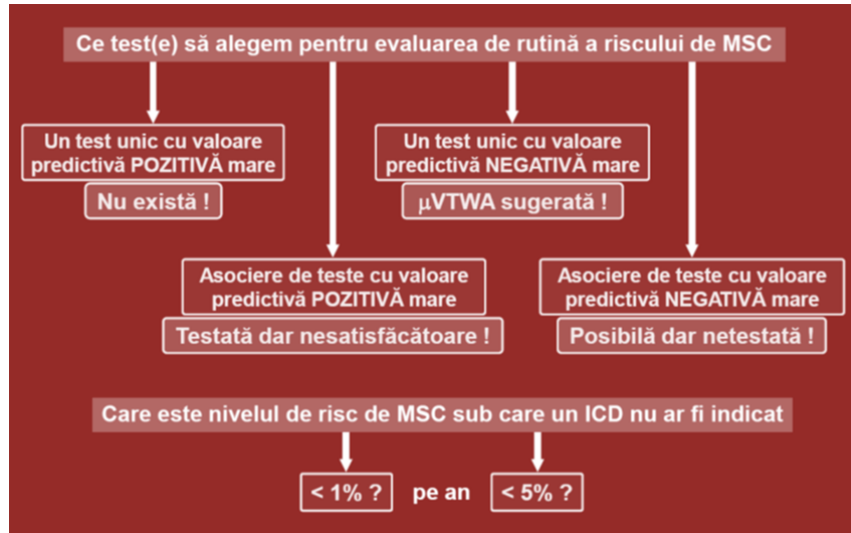 Ce test(e) să alegem pentru evaluarea de rutină a riscului de MSC
Un test unic cu valoare
predictivă POZITIVĂ mare
Nu există !
Un test unic cu valoare
predictivă NEGATIVĂ mare
µVTWA sugerată !
Asociere de teste cu valoare
predictivă POZITIVĂ mare
Testată dar nesatisfăcătoare !
Asociere de teste cu valoare
predictivă NEGATIVĂ mare
Posibilă dar netestată !
Care este nivelul de risc de MSC sub care un ICD nu ar fi indicat
< 1% ? pe an < 5% ?